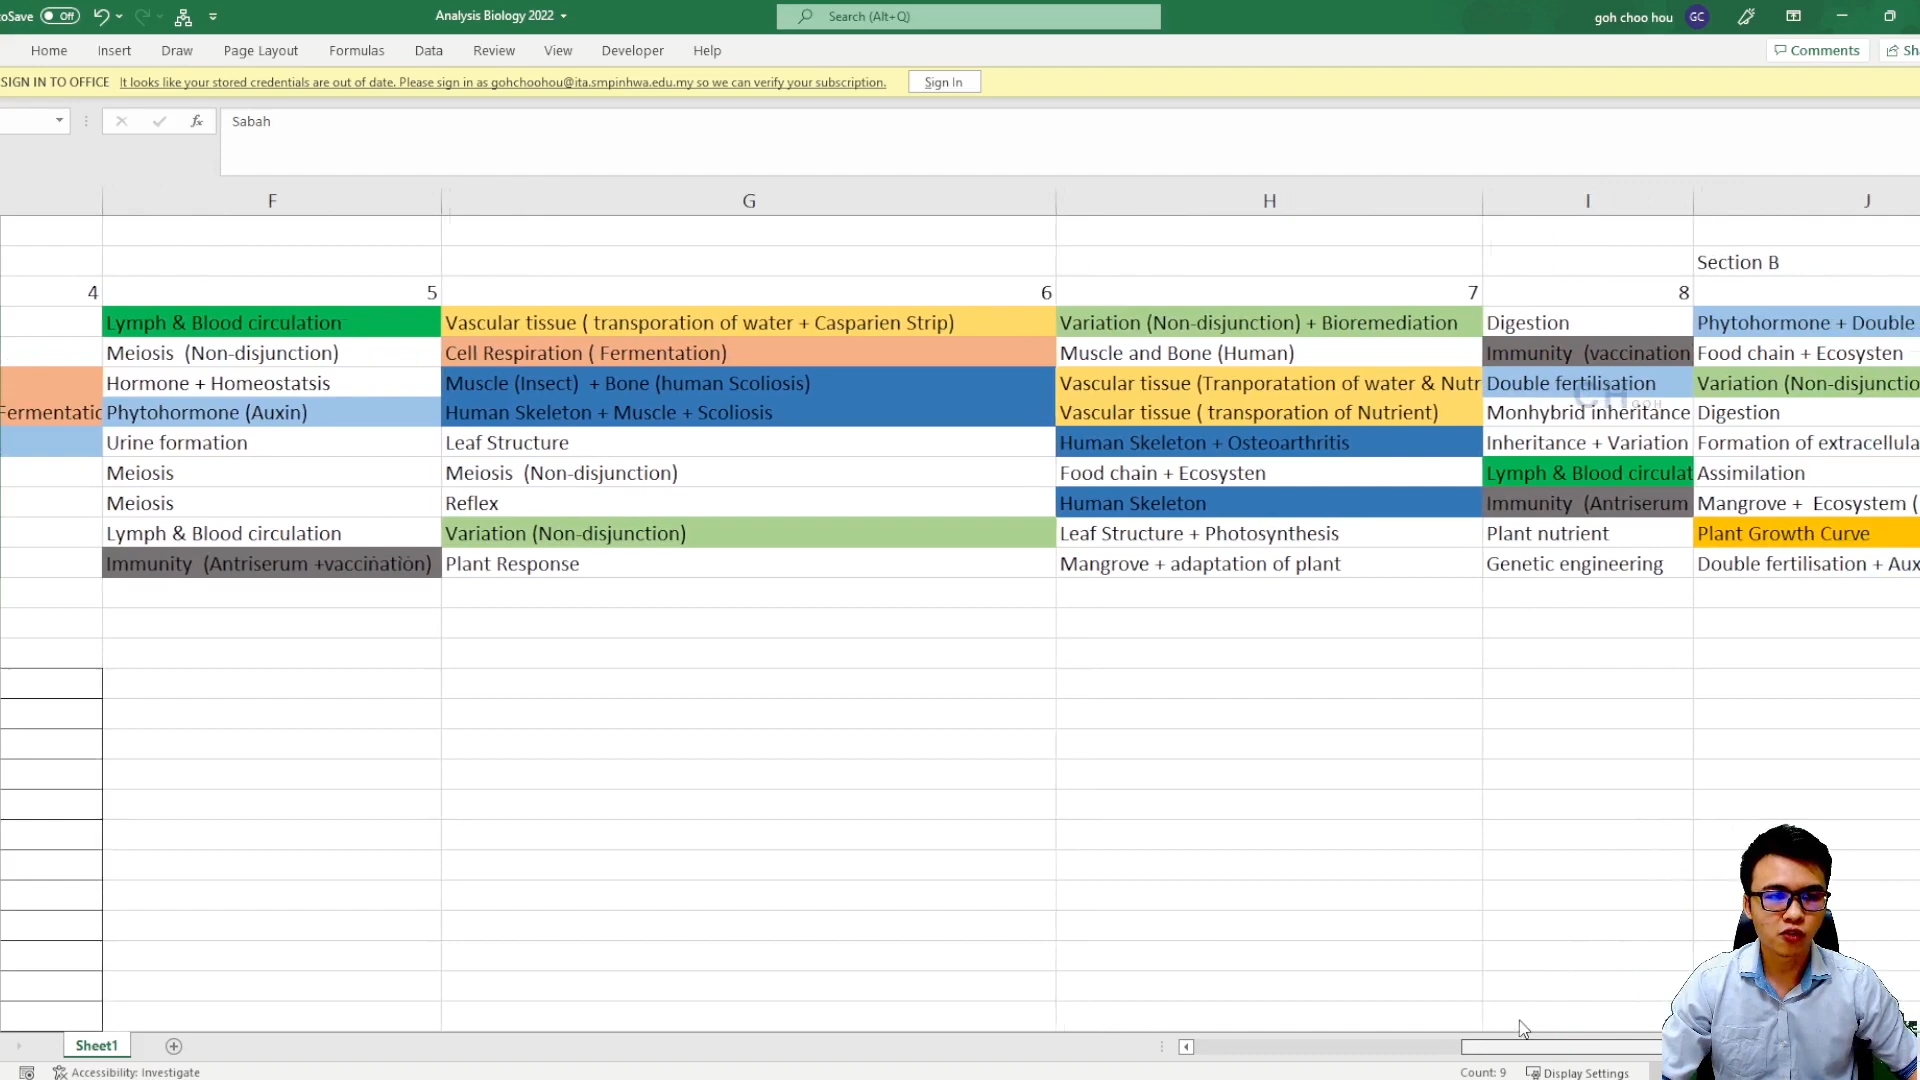 oSave Off Analysis Biology 2022 Search (Alt+Q) goh choo hou GC
Home Insert Draw Page Layout Formulas Data Review View Developer Help Comments Sh
SIGN IN TO OFFICE It looks like your stored credentials are out of date. Please sign in as gohchoohou@ita.smpinhwa.edu.my so we can verify your subscription. Sign In
fx Sabah
F G H I J
Section B
4 5 6 7 8
Lymph & Blood circulation Vascular tissue ( transporation of water + Casparien Strip) Variation (Non-disjunction) + Bioremediation Digestion Phytohormone + Double
Meiosis (Non-disjunction) Cell Respiration ( Fermentation) Muscle and Bone (Human) Immunity (vaccination Food chain + Ecosysten
Hormone + Homeostatsis Muscle (Insect) + Bone (human Scoliosis) Vascular tissue (Tranporatation of water & Nutr Double fertilisation Variation (Non-disjunctio
Fermentatic Phytohormone (Auxin) Human Skeleton + Muscle + Scoliosis Vascular tissue ( transporation of Nutrient) Monhybrid inheritance Digestion
CH GOH
Urine formation Leaf Structure Human Skeleton + Osteoarthritis Inheritance + Variation Formation of extracellula
Meiosis Meiosis (Non-disjunction) Food chain + Ecosysten Lymph & Blood circulat Assimilation
Meiosis Reflex Human Skeleton Immunity (Antriserum Mangrove + Ecosystem (
Lymph & Blood circulation Variation (Non-disjunction) Leaf Structure + Photosynthesis Plant nutrient Plant Growth Curve
Immunity (Antriserum +vaccination) Plant Response Mangrove + adaptation of plant Genetic engineering Double fertilisation + Aux
Sheet1
Accessibility: Investigate Count: 9 Display Settings